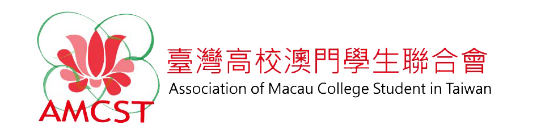 臺灣高校澳門學生聯合會
Association of Macau College Student in Taiwan
AMCST